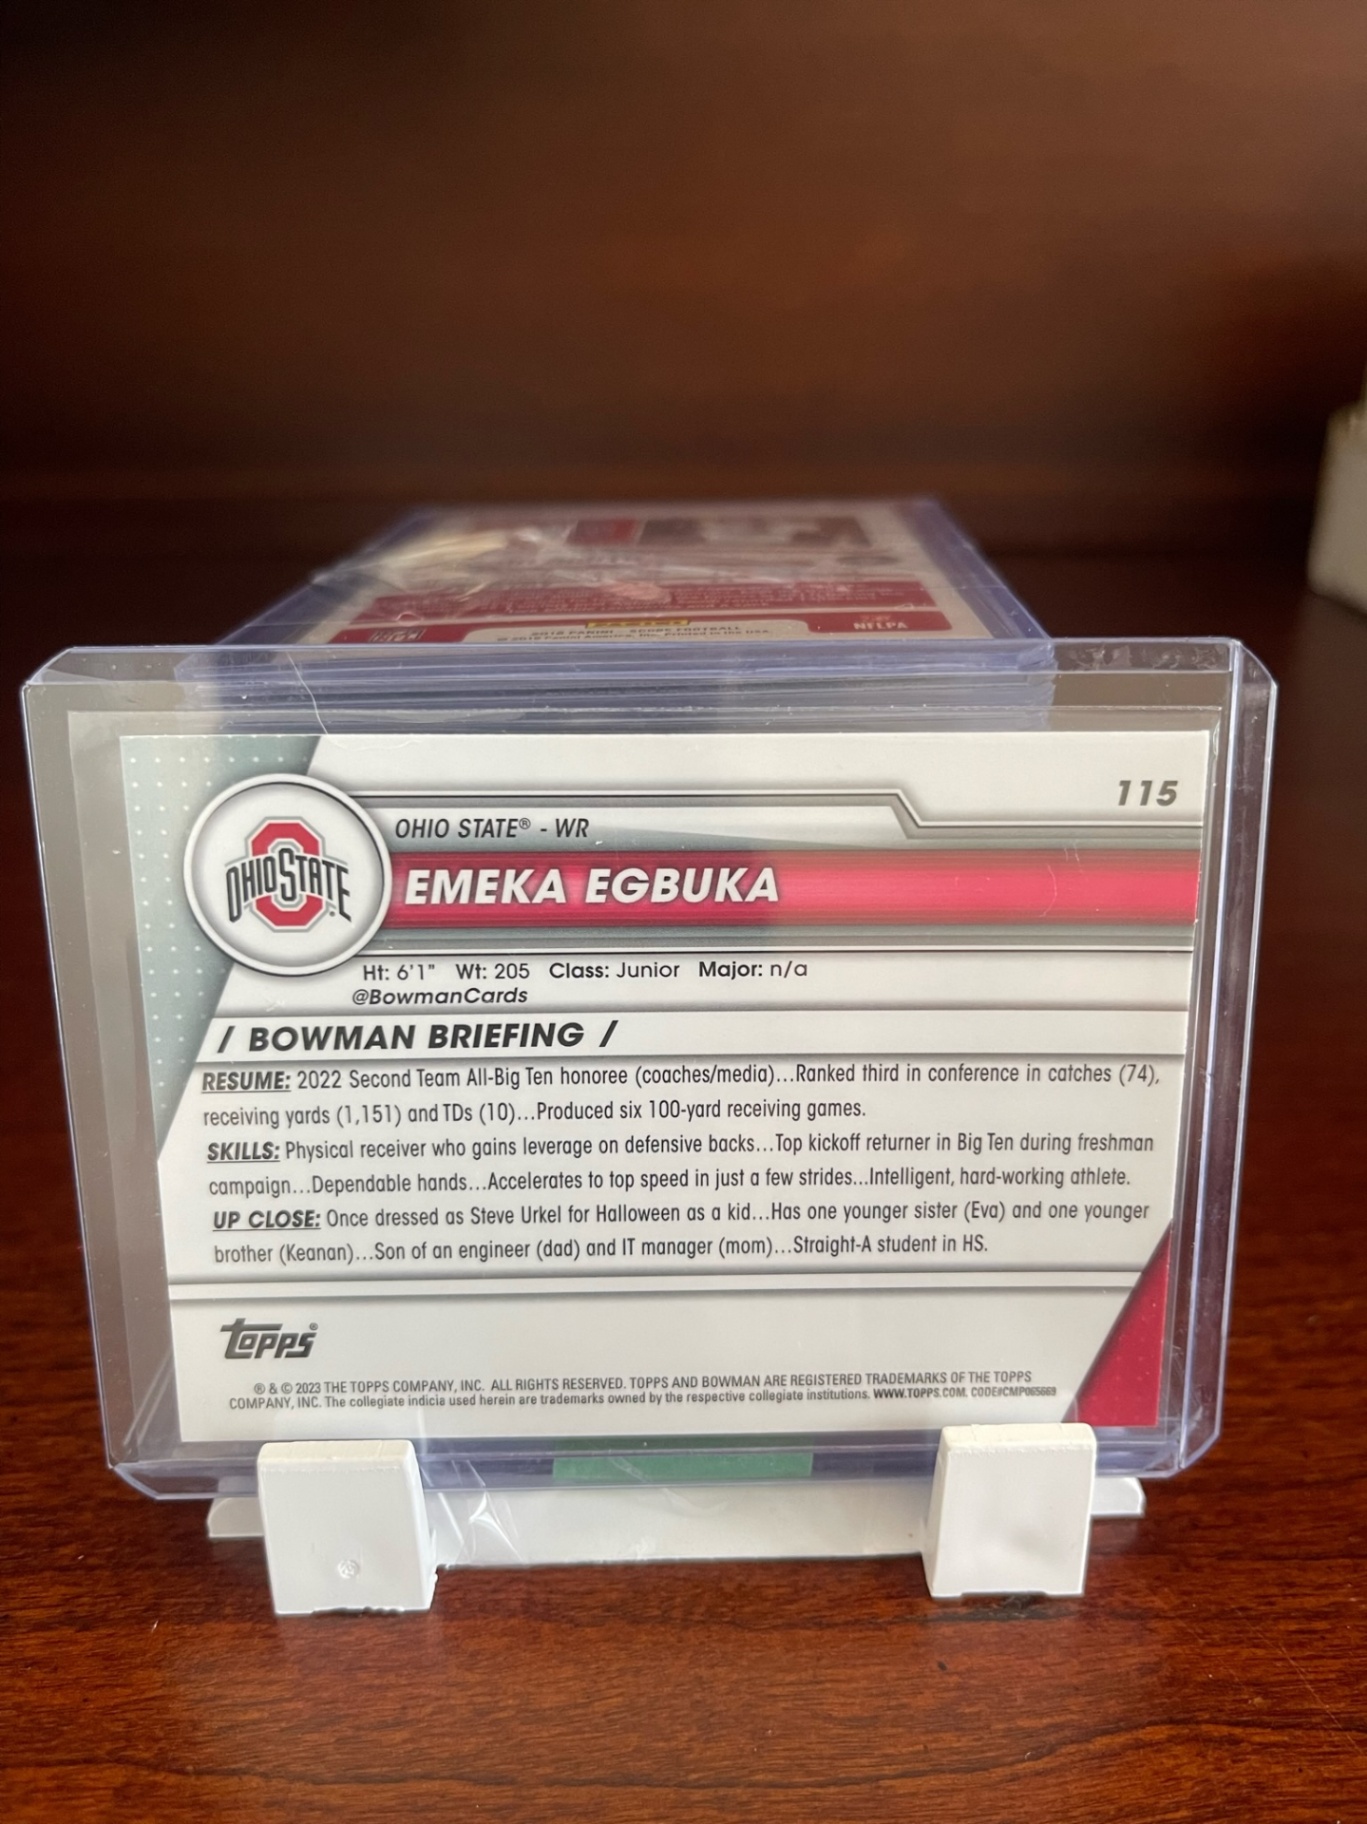 NFLPA
115
OHIO STATE® - WR
OHIO STATE
EMEKA EGBUKA
Ht: 6'1" Wt: 205 Class: Junior Major: n/a
@BowmanCards
/ BOWMAN BRIEFING /
RESUME: 2022 Second Team All-Big Ten honoree (coaches/media)...Ranked third in conference in catches (74),
receiving yards (1,151) and TDs (10)...Produced six 100-yard receiving games.
SKILLS: Physical receiver who gains leverage on defensive backs...Top kickoff returner in Big Ten during freshman
campaign...Dependable hands...Accelerates to top speed in just a few strides...Intelligent, hard-working athlete.
UP CLOSE: Once dressed as Steve Urkel for Halloween as a kid...Has one younger sister (Eva) and one younger
brother (Keanan)...Son of an engineer (dad) and IT manager (mom)...Straight-A student in HS.
topps®
® & © 2023 THE TOPPS COMPANY, INC. ALL RIGHTS RESERVED. TOPPS AND BOWMAN ARE REGISTERED TRADEMARKS OF THE TOPPS
COMPANY, INC. The collegiate indicia used herein are trademarks owned by the respective collegiate institutions. WWW.TOPPS.COM. CODE#CMP065669